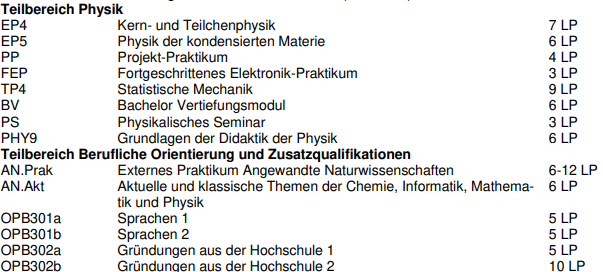 Teilbereich Physik
EP4 Kern- und Teilchenphysik 7 LP
EP5 Physik der kondensierten Materie 6 LP
PP Projekt-Praktikum 4 LP
FEP Fortgeschrittenes Elektronik-Praktikum 3 LP
TP4 Statistische Mechanik 9 LP
BV Bachelor Vertiefungsmodul 6 LP
PS Physikalisches Seminar 3 LP
PHY9 Grundlagen der Didaktik der Physik 6 LP
Teilbereich Berufliche Orientierung und Zusatzqualifikationen
AN.Prak Externes Praktikum Angewandte Naturwissenschaften 6-12 LP
AN.Akt Aktuelle und klassische Themen der Chemie, Informatik, Mathema- 6 LP
tik und Physik
OPB301a Sprachen 1 5 LP
OPB301b Sprachen 2 5 LP
OPB302a Gründungen aus der Hochschule 1 5 LP
OPB302b Gründungen aus der Hochschule 2 10 LP